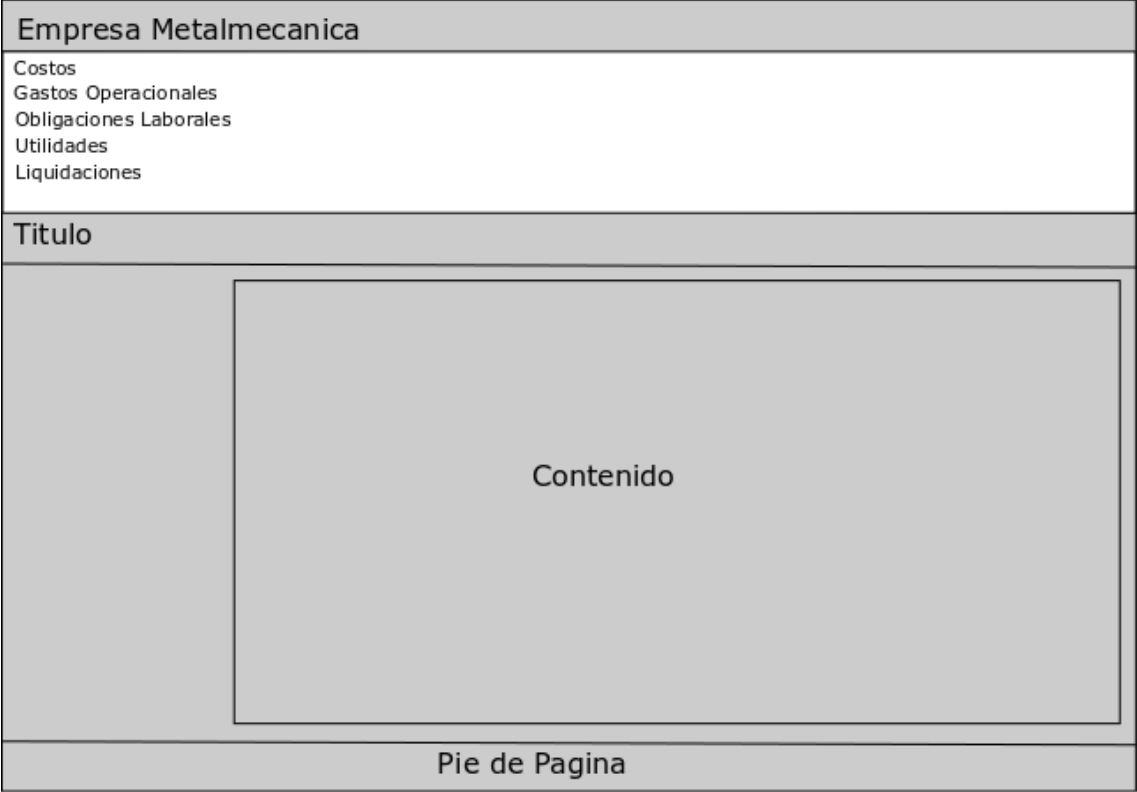 Empresa Metalmecanica
Costos
Gastos Operacionales
Obligaciones Laborales
Utilidades
Liquidaciones
Titulo
Contenido
Pie de Pagina